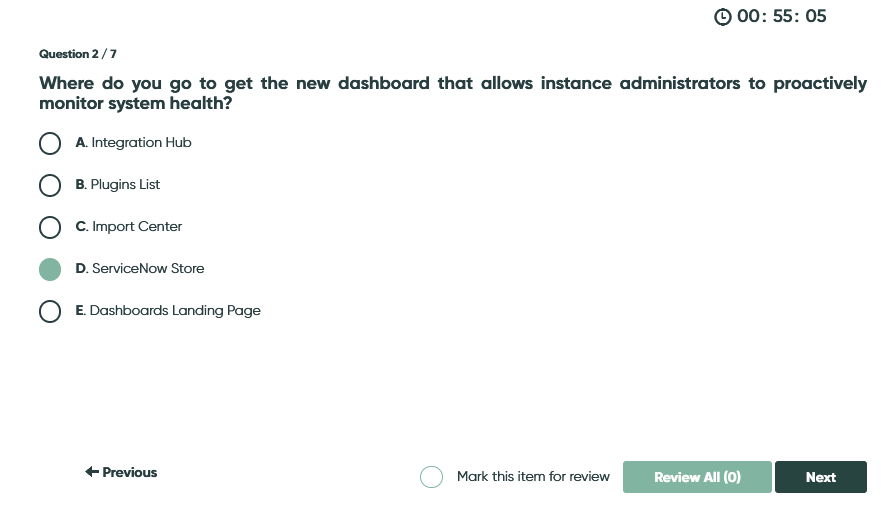 00: 55: 05
Question 2 / 7
Where do you go to get the new dashboard that allows instance administrators to proactively
monitor system health?
A. Integration Hub
B. Plugins List
C. Import Center
D. ServiceNow Store
E. Dashboards Landing Page
Previous
Mark this item for review
Review All (0)
Next